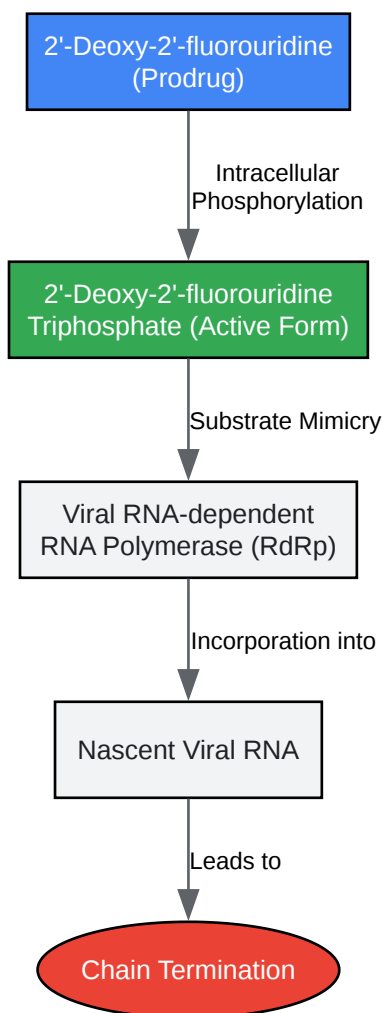 2'-Deoxy-2'-fluorouridine
(Prodrug)
Intracellular
Phosphorylation
2'-Deoxy-2'-fluorouridine
Triphosphate (Active Form)
Substrate Mimicry
Viral RNA-dependent
RNA Polymerase (RdRp)
Incorporation into
Nascent Viral RNA
Leads to
Chain Termination